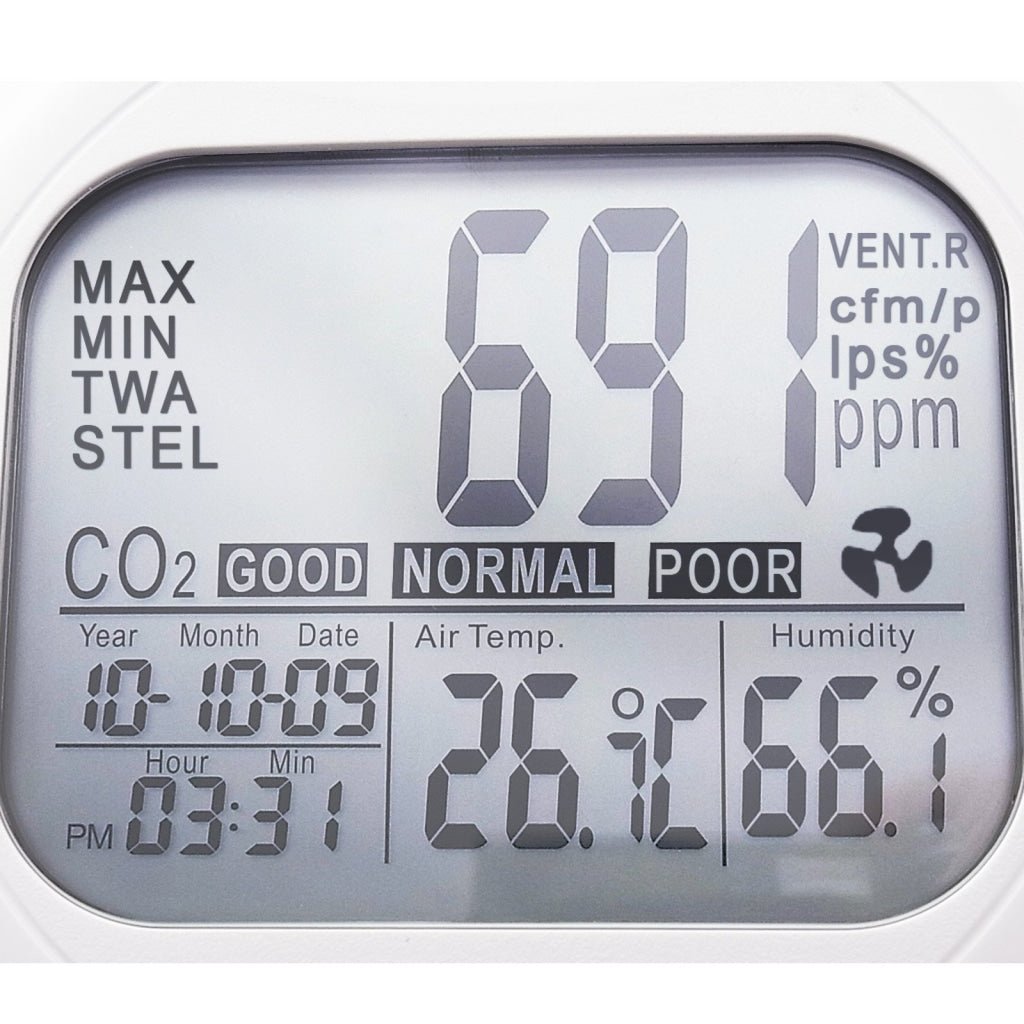 MAX
MIN
TWA
STEL
691
VENT.R
cfm/p
lps%
ppm
CO2 GOOD NORMAL POOR
Year Month Date
10-10-09
Hour Min
PM 03:31
Air Temp.
26.7°C
Humidity
66.1%